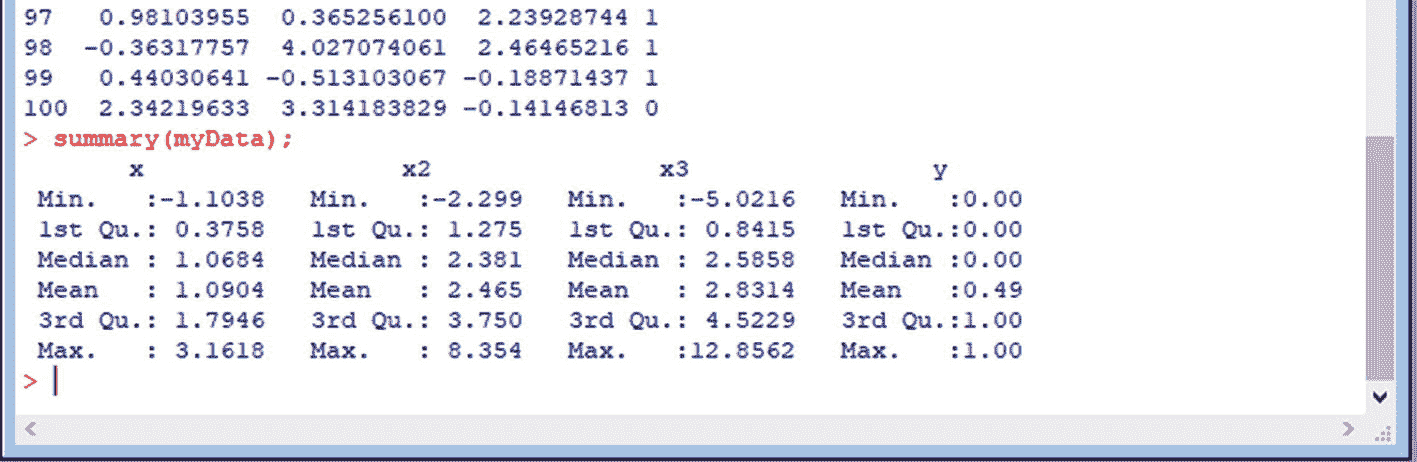 97 0.98103955 0.365256100 2.23928744 1
98 -0.36317757 4.027074061 2.46465216 1
99 0.44030641 -0.513103067 -0.18871437 1
100 2.34219633 3.314183829 -0.14146813 0
> summary(myData);
x x2 x3 y
Min. :-1.1038 Min. :-2.299 Min. :-5.0216 Min. :0.00
1st Qu.: 0.3758 1st Qu.: 1.275 1st Qu.: 0.8415 1st Qu.:0.00
Median : 1.0684 Median : 2.381 Median : 2.5858 Median :0.00
Mean : 1.0904 Mean : 2.465 Mean : 2.8314 Mean :0.49
3rd Qu.: 1.7946 3rd Qu.: 3.750 3rd Qu.: 4.5229 3rd Qu.:1.00
Max. : 3.1618 Max. : 8.354 Max. :12.8562 Max. :1.00
>